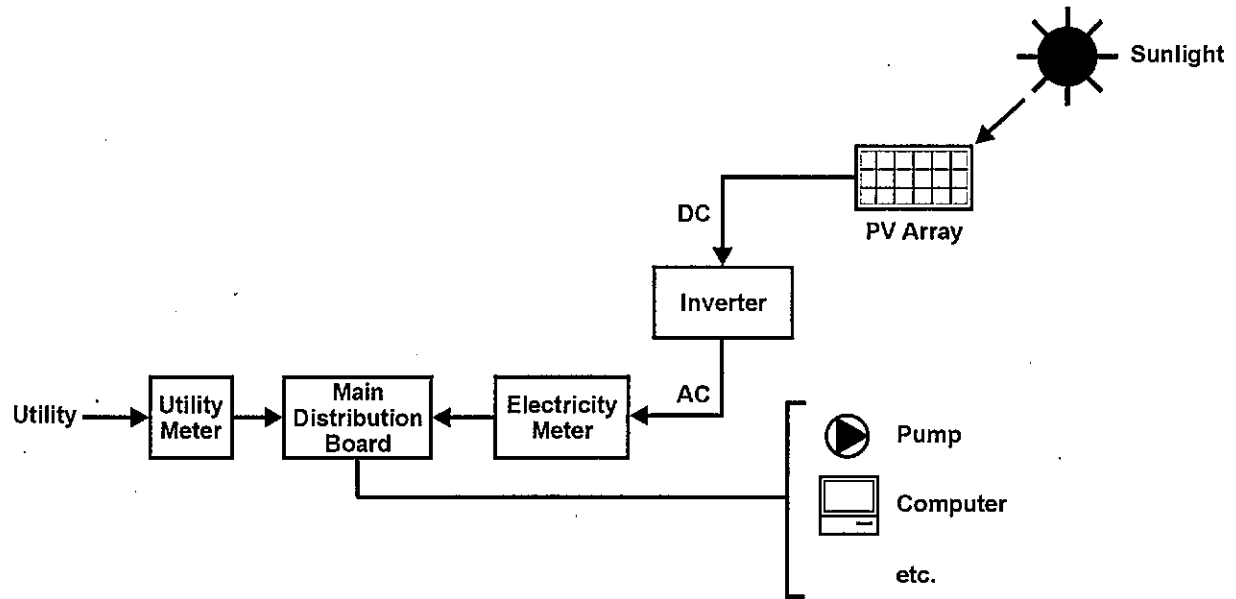 Sunlight
DC
PV Array
Inverter
AC
Utility
Utility
Meter
Main
Distribution
Board
Electricity
Meter
Pump
Computer
etc.